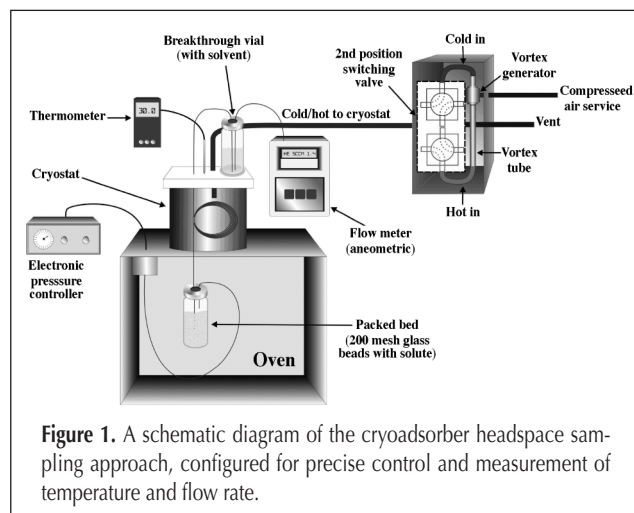 Breakthrough vial
(with solvent)
Cold in
2nd position
switching
valve
Vortex
generator
Compreseed
air service
Thermometer
30.0
Cold/hot to cryostat
Vent
Vortex
tube
Cryostat
Hot in
Flow meter
(aneometric)
Electronic
presssure
controller
Packed bed
(200 mesh glass
beads with solute)
Oven
Figure 1. A schematic diagram of the cryoadsorber headspace sam-
pling approach, configured for precise control and measurement of
temperature and flow rate.